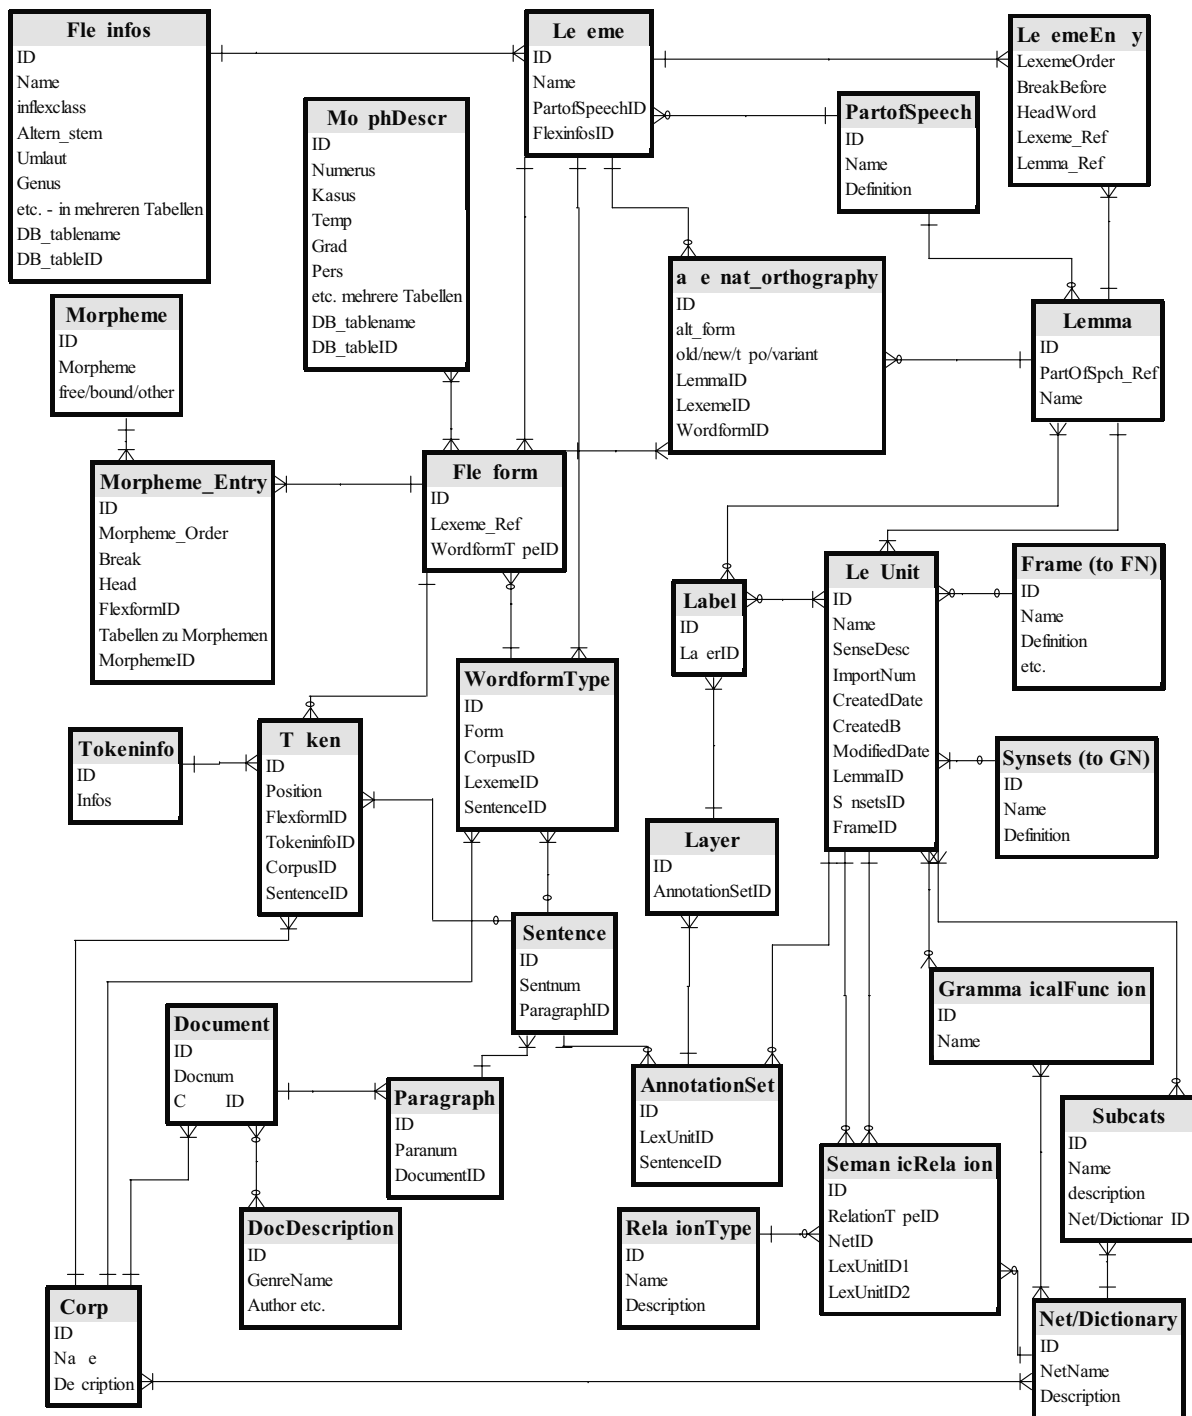 Fle infos
ID
Name
inflexclass
Altern_stem
Umlaut
Genus
etc. - in mehreren Tabellen
DB_tablename
DB_tableID
Le eme
ID
Name
PartofSpeechID
FlexinfosID
Le emeEn y
LexemeOrder
BreakBefore
HeadWord
Lexeme_Ref
Lemma_Ref
Mo phDescr
ID
Numerus
Kasus
Temp
Grad
Pers
etc. mehrere Tabellen
DB_tablename
DB_tableID
PartofSpeech
ID
Name
Definition
a e nat_orthography
ID
alt_form
old/new/t po/variant
LemmaID
LexemeID
WordformID
Morpheme
ID
Morpheme
free/bound/other
Lemma
ID
PartOfSpch_Ref
Name
Morpheme_Entry
ID
Morpheme_Order
Break
Head
FlexformID
Tabellen zu Morphemen
MorphemeID
Fle form
ID
Lexeme_Ref
WordformT peID
Label
ID
La erID
Le Unit
ID
Name
SenseDesc
ImportNum
CreatedDate
CreatedB
ModifiedDate
LemmaID
S nsetsID
FrameID
Frame (to FN)
ID
Name
Definition
etc.
WordformType
ID
Form
CorpusID
LexemeID
SentenceID
Tokeninfo
ID
Infos
T ken
ID
Position
FlexformID
TokeninfoID
CorpusID
SentenceID
Synsets (to GN)
ID
Name
Definition
Layer
ID
AnnotationSetID
Sentence
ID
Sentnum
ParagraphID
Gramma icalFunc ion
ID
Name
Document
ID
Docnum
C ID
Paragraph
ID
Paranum
DocumentID
AnnotationSet
ID
LexUnitID
SentenceID
Subcats
ID
Name
description
Net/Dictionar ID
DocDescription
ID
GenreName
Author etc.
Rela ionType
ID
Name
Description
Seman icRela ion
ID
RelationT peID
NetID
LexUnitID1
LexUnitID2
Corp
ID
Na e
De cription
Net/Dictionary
ID
NetName
Description